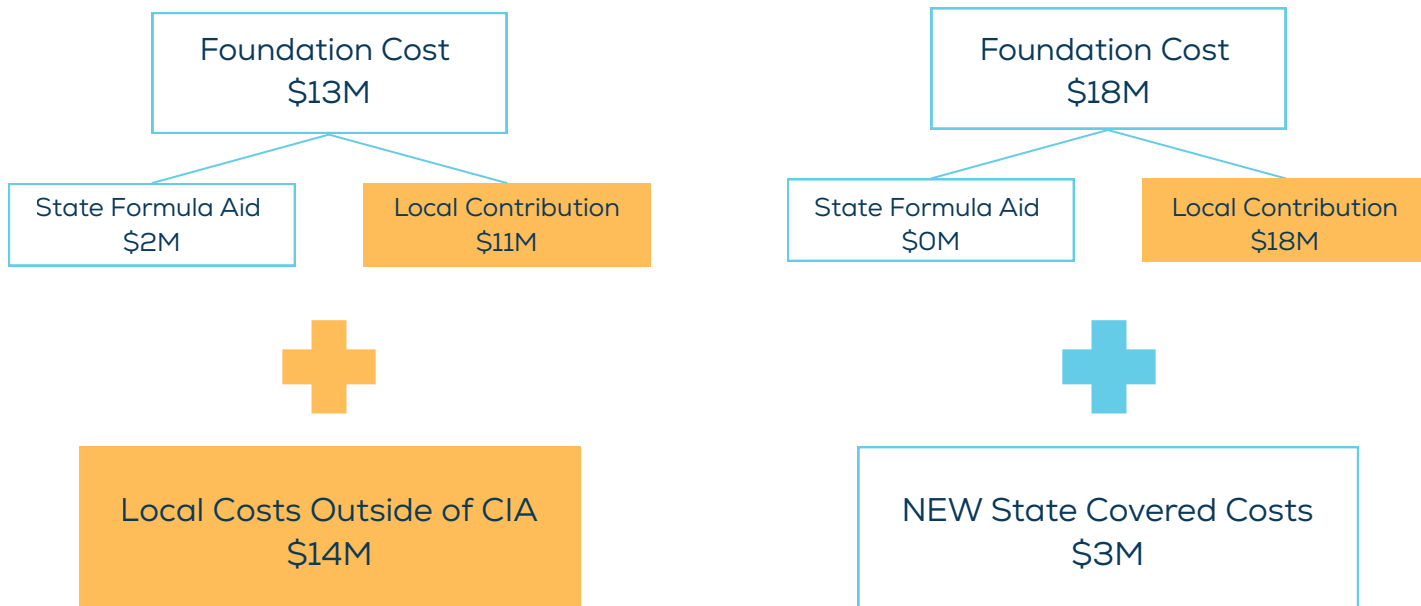 Foundation Cost
$13M
State Formula Aid
$2M
Local Contribution
$11M
Local Costs Outside of CIA
$14M
Foundation Cost
$18M
State Formula Aid
$0M
Local Contribution
$18M
NEW State Covered Costs
$3M